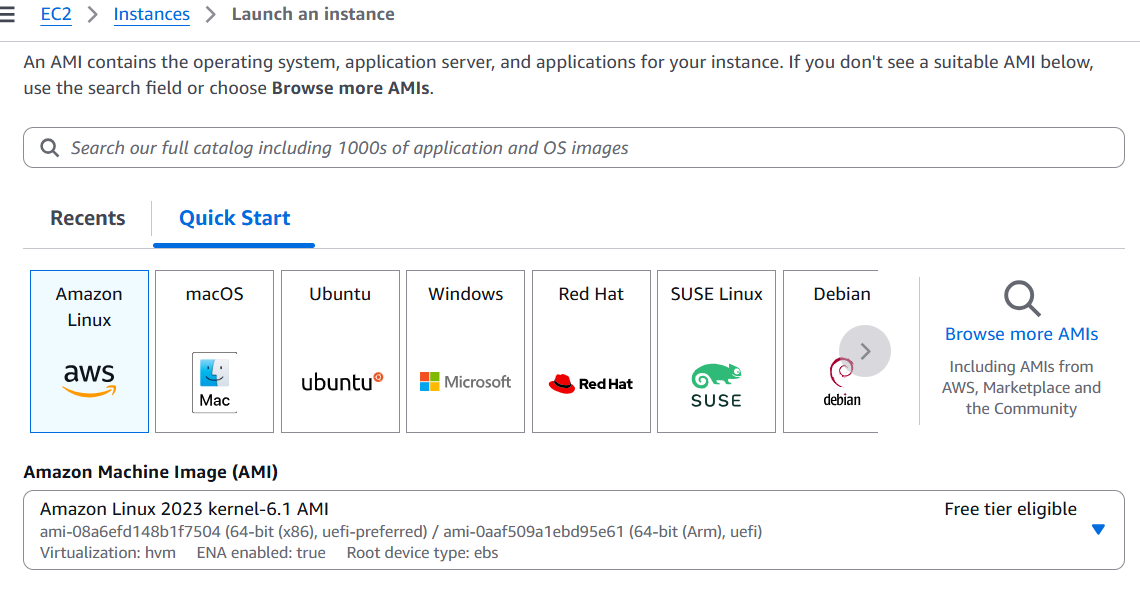 EC2 > Instances > Launch an instance
An AMI contains the operating system, application server, and applications for your instance. If you don't see a suitable AMI below,
use the search field or choose Browse more AMIs.
Search our full catalog including 1000s of application and OS images
Recents
Quick Start
Amazon
Linux
aws
macOS
Mac
Ubuntu
ubuntu
Windows
Microsoft
Red Hat
Red Hat
SUSE Linux
SUSE
Debian
debian
Browse more AMIs
Including AMIs from
AWS, Marketplace and
the Community
Amazon Machine Image (AMI)
Amazon Linux 2023 kernel-6.1 AMI
Free tier eligible
ami-08a6efd148b1f7504 (64-bit (x86), uefi-preferred) / ami-0aaf509a1ebd95e61 (64-bit (Arm), uefi)
Virtualization: hvm ENA enabled: true Root device type: ebs